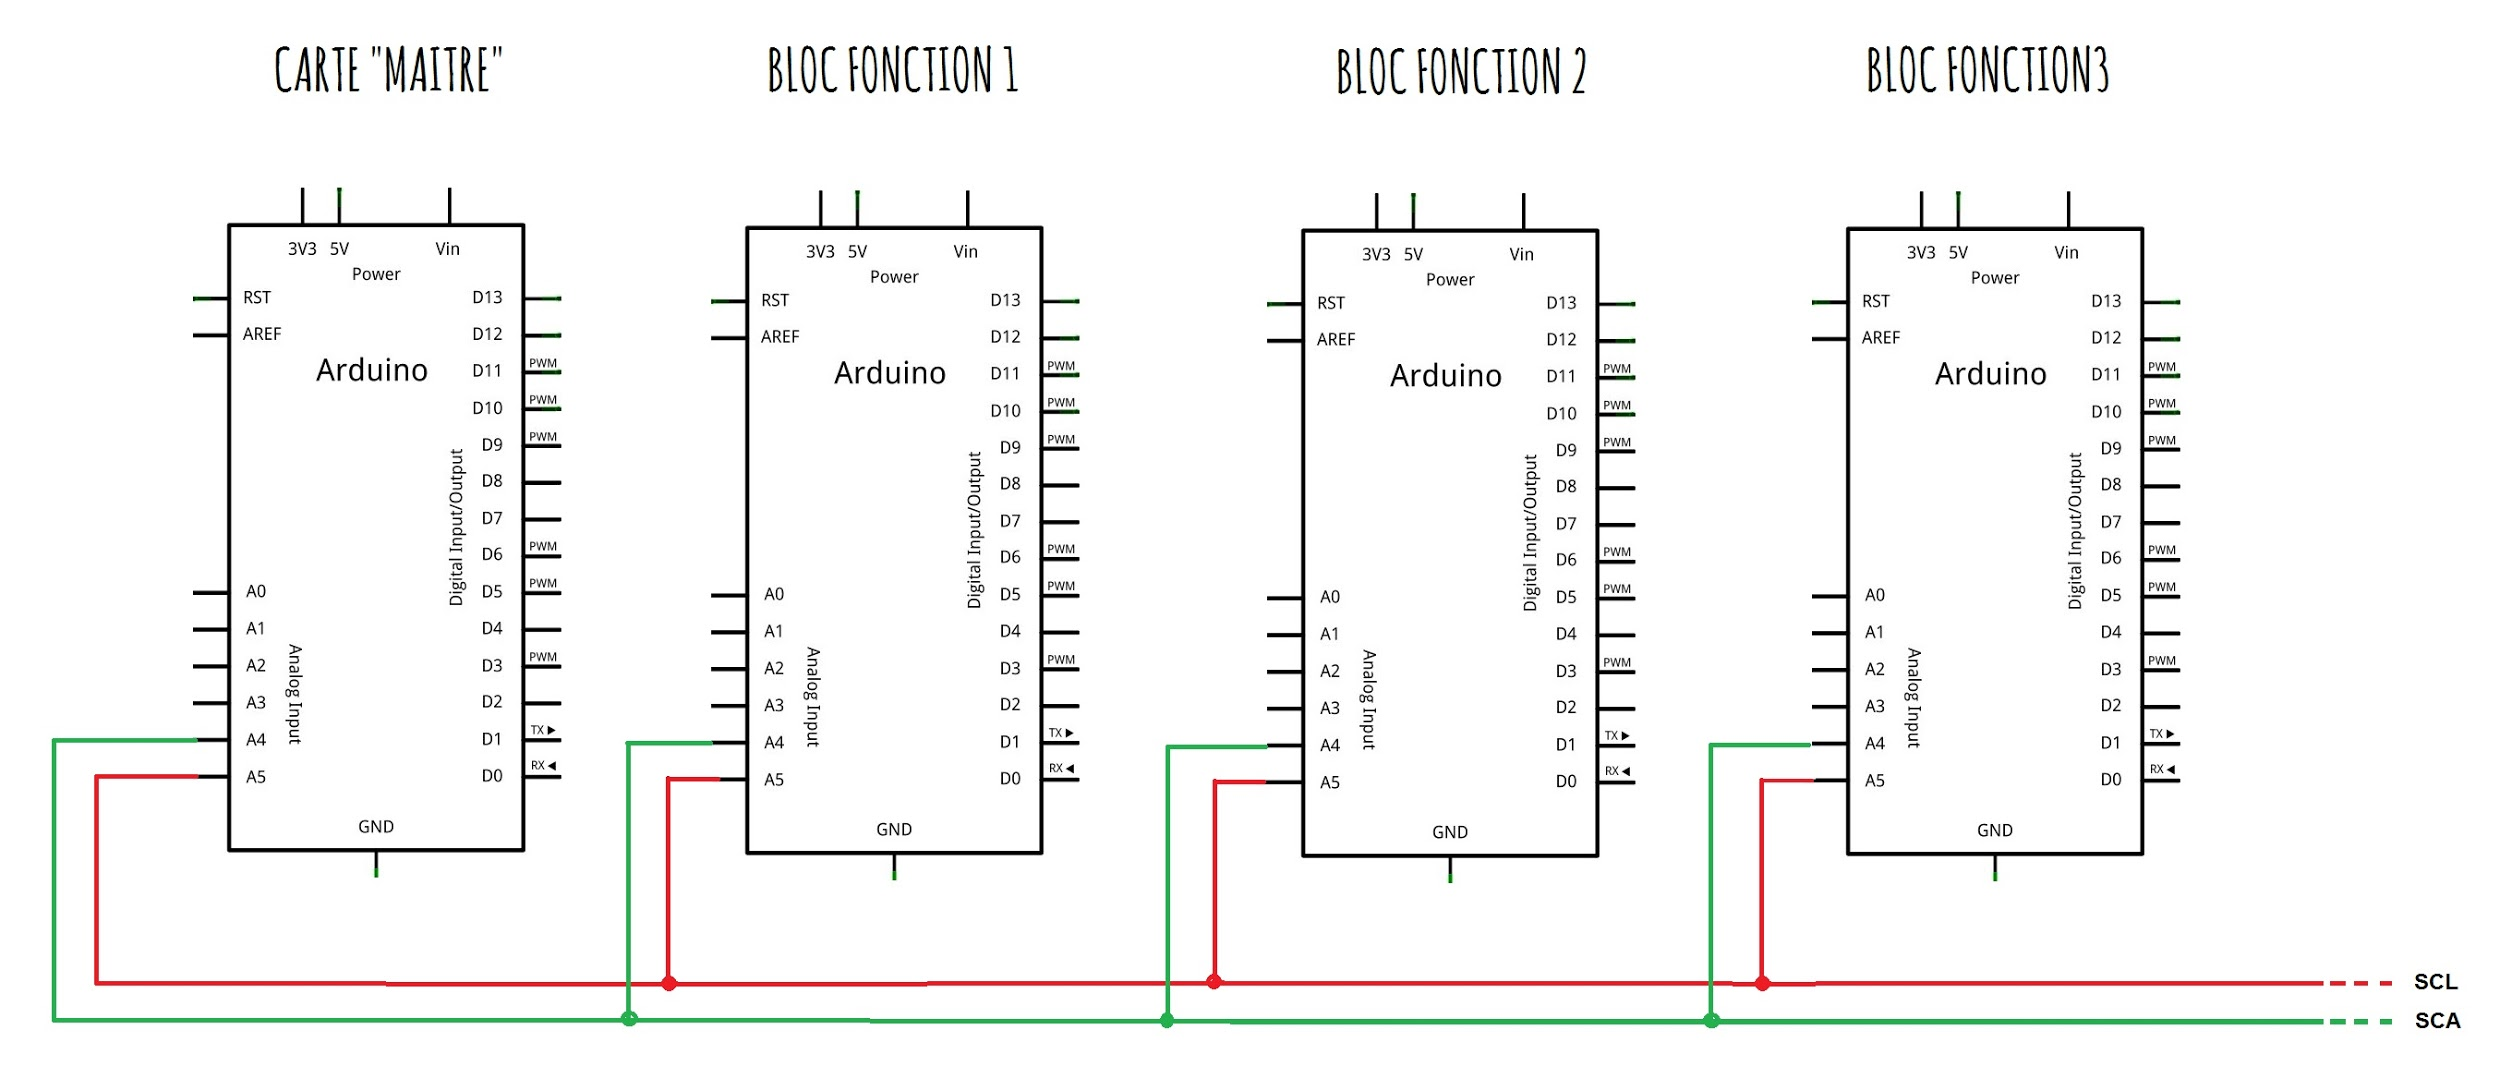 CARTE "MAITRE"
BLOC FONCTION 1
BLOC FONCTION 2
BLOC FONCTION3
3V3 5V Vin
Power
RST D13
AREF D12
Arduino
D11 PWM
D10 PWM
D9 PWM
D8
D7
D6 PWM
Digital Input/Output
A0 D5 PWM
A1 D4
A2 D3 PWM
A3 D2
Analog Input
A4 D1 TX ▶
A5 D0 RX ◀
GND
3V3 5V Vin
Power
RST D13
AREF D12
Arduino
D11 PWM
D10 PWM
D9 PWM
D8
D7
D6 PWM
Digital Input/Output
A0 D5 PWM
A1 D4
A2 D3 PWM
A3 D2
Analog Input
A4 D1 TX ▶
A5 D0 RX ◀
GND
3V3 5V Vin
Power
RST D13
AREF D12
Arduino
D11 PWM
D10 PWM
D9 PWM
D8
D7
D6 PWM
Digital Input/Output
A0 D5 PWM
A1 D4
A2 D3 PWM
A3 D2
Analog Input
A4 D1 TX ▶
A5 D0 RX ◀
GND
3V3 5V Vin
Power
RST D13
AREF D12
Arduino
D11 PWM
D10 PWM
D9 PWM
D8
D7
D6 PWM
Digital Input/Output
A0 D5 PWM
A1 D4
A2 D3 PWM
A3 D2
Analog Input
A4 D1 TX ▶
A5 D0 RX ◀
GND
SCL
SCA